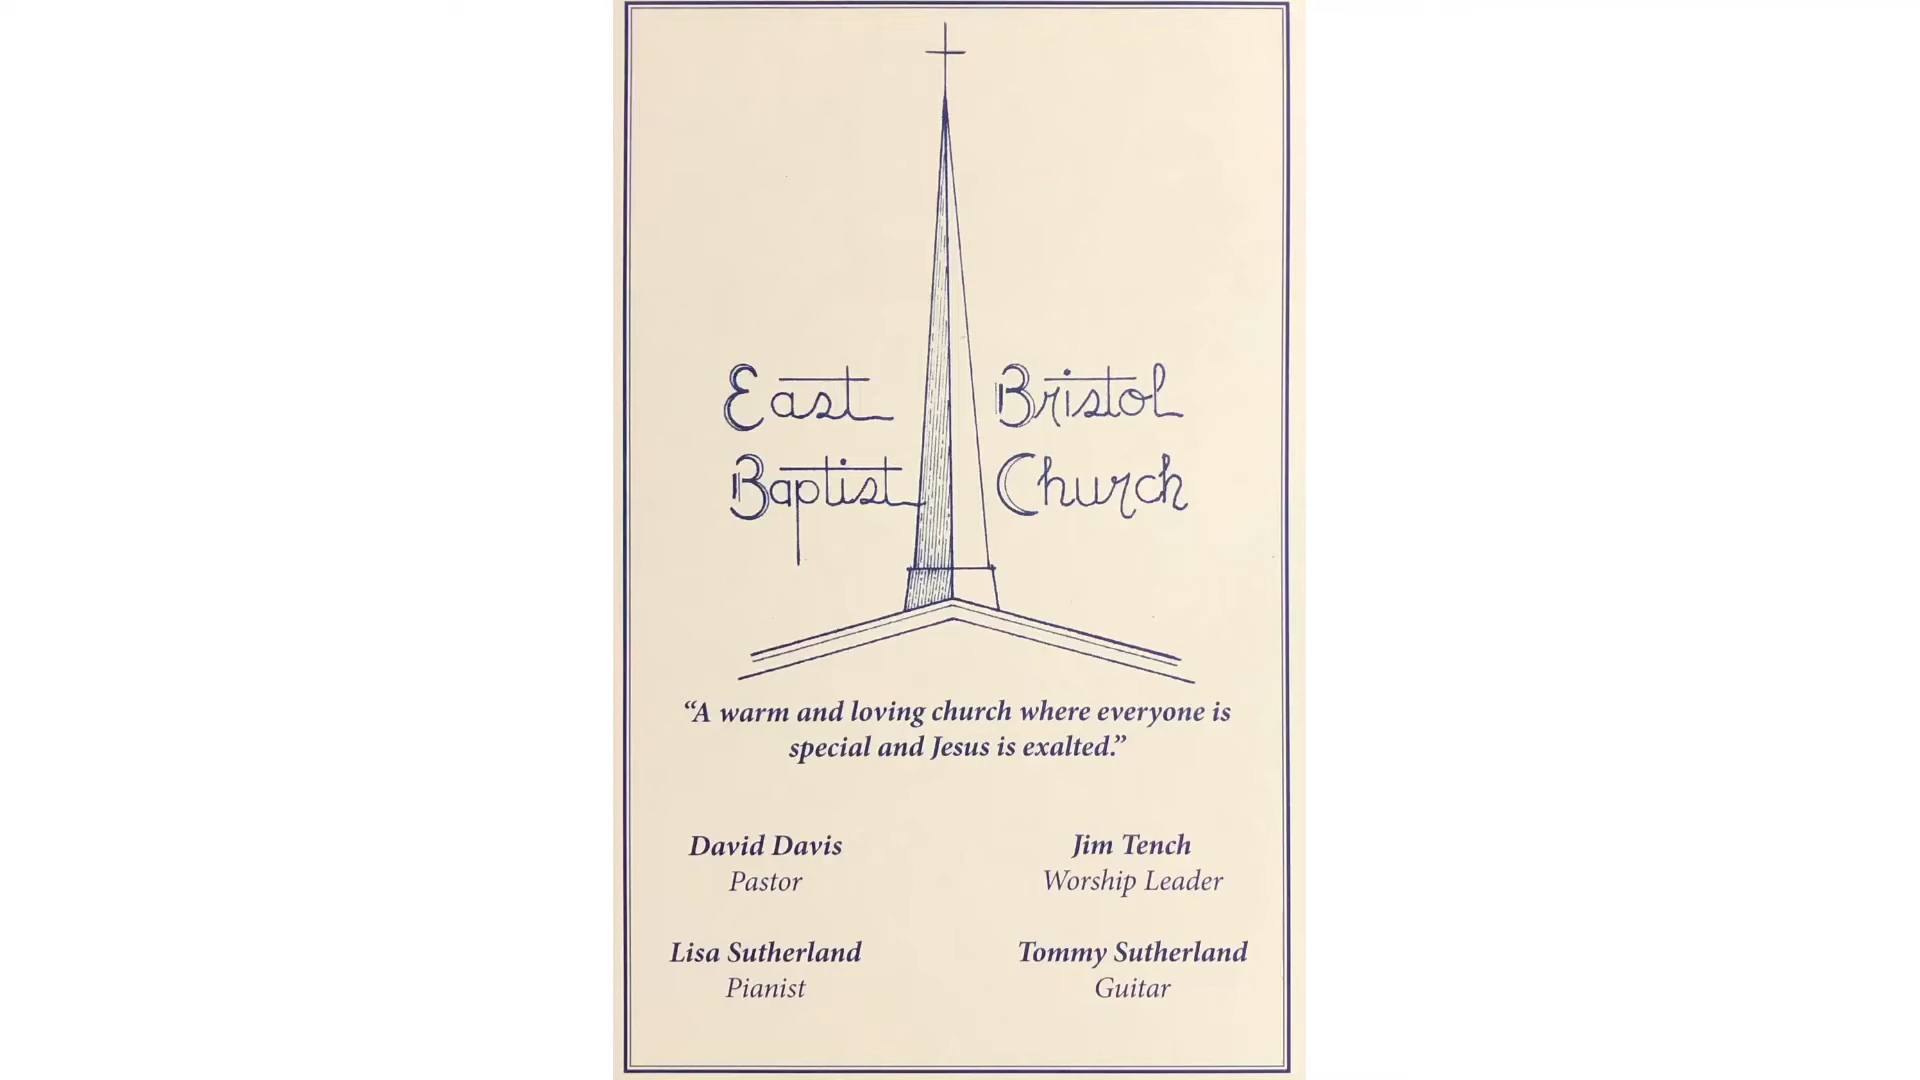 East Bristol
Baptist Church
“A warm and loving church where everyone is
special and Jesus is exalted.”
David Davis
Pastor
Jim Tench
Worship Leader
Lisa Sutherland
Pianist
Tommy Sutherland
Guitar